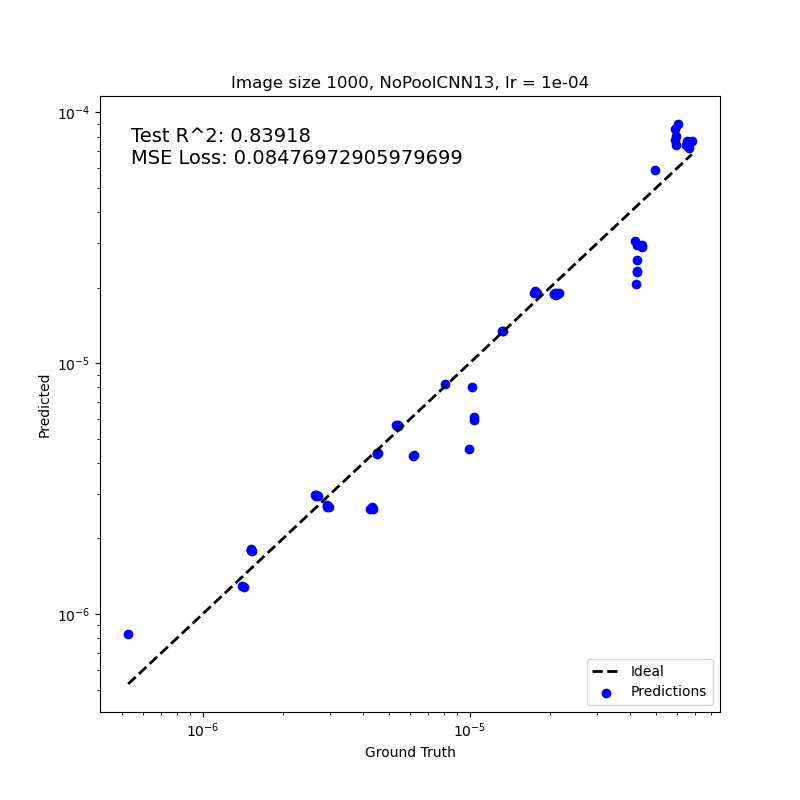 Image size 1000, NoPoolCNN13, lr = 1e-04
Test R^2: 0.83918
MSE Loss: 0.08476972905979699
10⁻⁴
10⁻⁵
10⁻⁶
Predicted
10⁻⁶ 10⁻⁵
Ground Truth
Ideal
Predictions